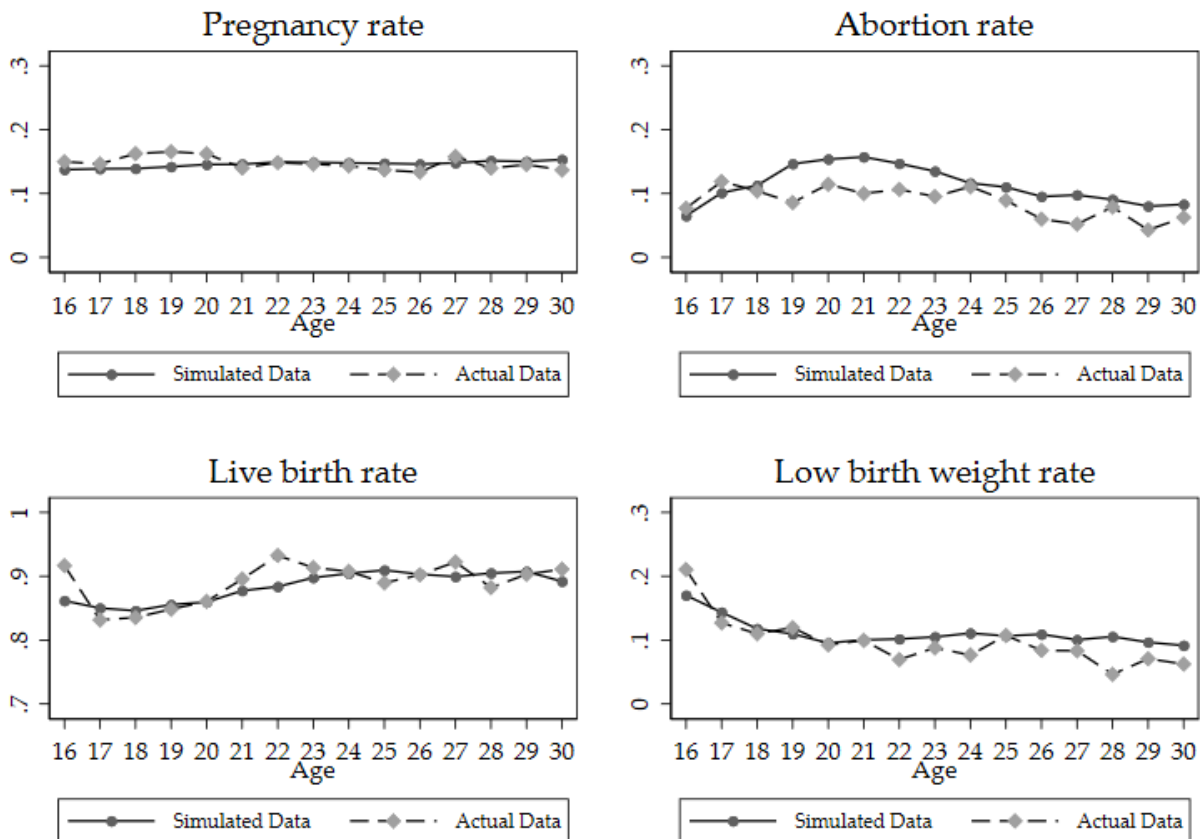 Pregnancy rate
.3
.2
.1
0
16 17 18 19 20 21 22 23 24 25 26 27 28 29 30
Age
Simulated Data Actual Data
Abortion rate
.3
.2
.1
0
16 17 18 19 20 21 22 23 24 25 26 27 28 29 30
Age
Simulated Data Actual Data
Live birth rate
1
.9
.8
.7
16 17 18 19 20 21 22 23 24 25 26 27 28 29 30
Age
Simulated Data Actual Data
Low birth weight rate
.3
.2
.1
0
16 17 18 19 20 21 22 23 24 25 26 27 28 29 30
Age
Simulated Data Actual Data